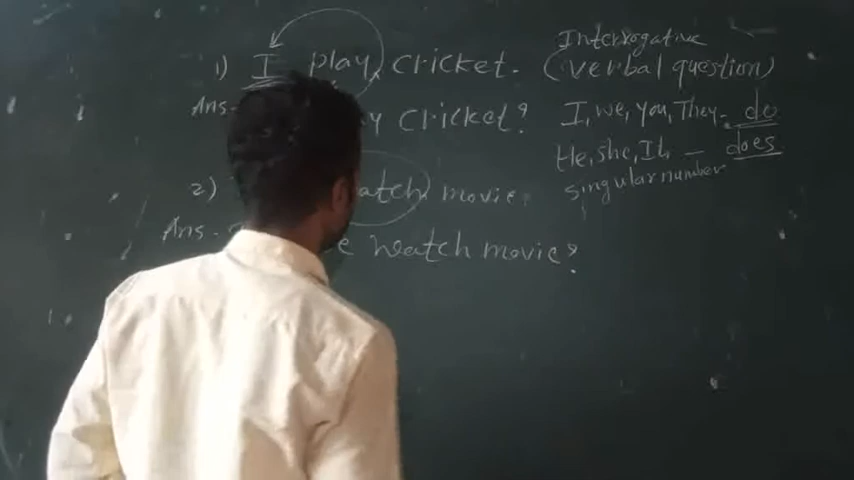 Interrogative
1) I play cricket. (verbal question)
Ans- y cricket? I, we, you, They - do
He, she, It, - does
2) watch movie. singular number
Ans- e watch movie?